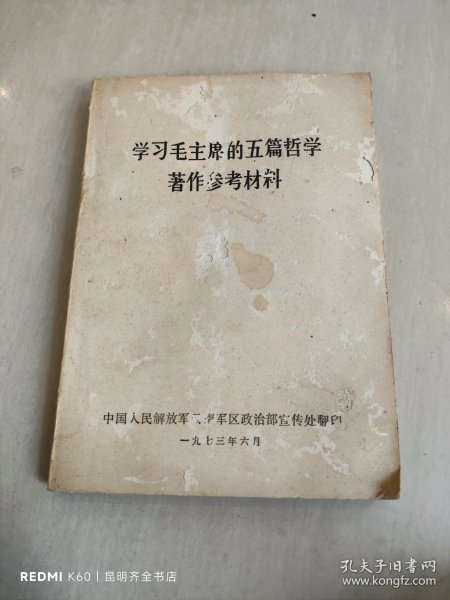 学习毛主席的五篇哲学
著作参考材料
中国人民解放军云南军区政治部宣传处翻印
一九七三年六月
REDMI K60 | 昆明齐全书店
孔夫子旧书网
www.kongfz.com